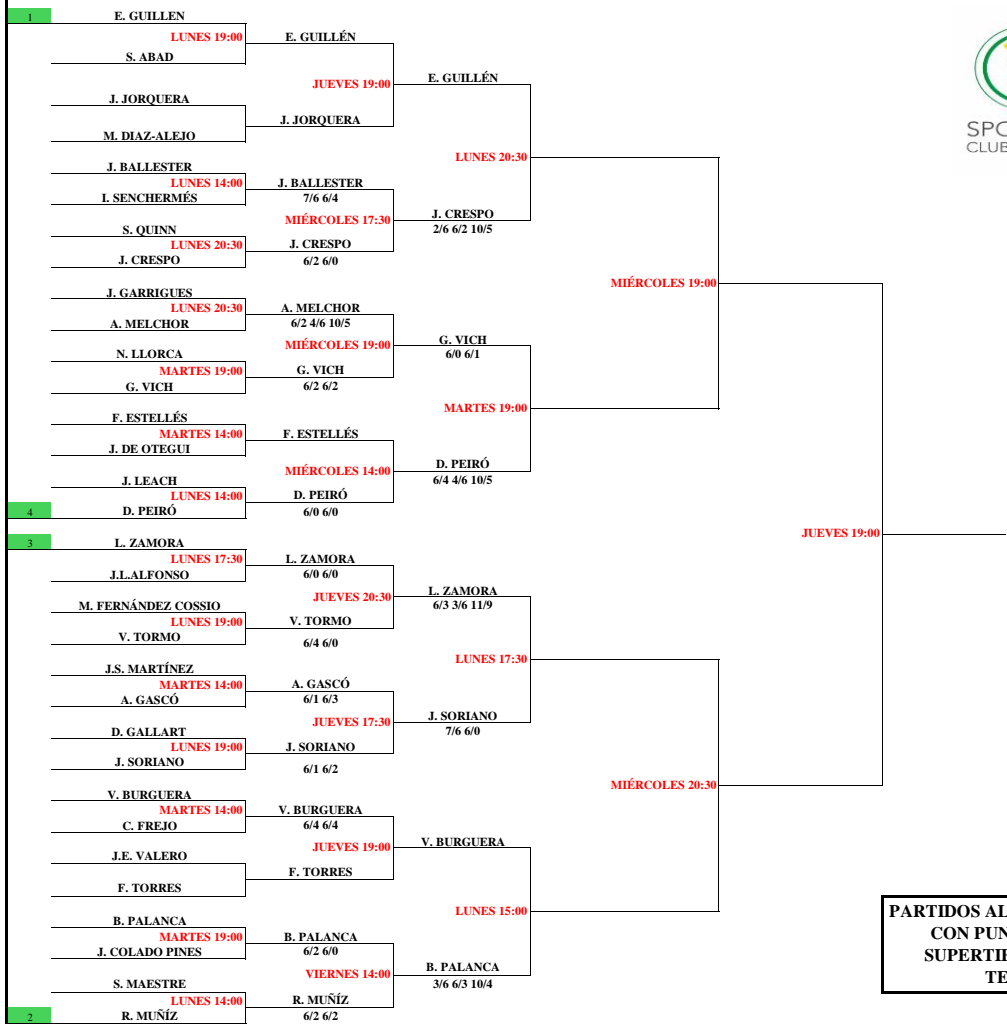 1 E. GUILLEN
LUNES 19:00 E. GUILLÉN
S. ABAD
JUEVES 19:00 E. GUILLÉN
J. JORQUERA
J. JORQUERA
M. DIAZ-ALEJO
SPO
CLUB
LUNES 20:30
J. BALLESTER
LUNES 14:00 J. BALLESTER
I. SENCHERMÉS 7/6 6/4
MIÉRCOLES 17:30 J. CRESPO
2/6 6/2 10/5
S. QUINN
LUNES 20:30 J. CRESPO
J. CRESPO 6/2 6/0
MIÉRCOLES 19:00
J. GARRIGUES
LUNES 20:30 A. MELCHOR
A. MELCHOR 6/2 4/6 10/5
MIÉRCOLES 19:00 G. VICH
6/0 6/1
N. LLORCA
MARTES 19:00 G. VICH
G. VICH 6/2 6/2
MARTES 19:00
F. ESTELLÉS
MARTES 14:00 F. ESTELLÉS
J. DE OTEGUI
MIÉRCOLES 14:00 D. PEIRÓ
6/4 4/6 10/5
J. LEACH
LUNES 14:00 D. PEIRÓ
4 D. PEIRÓ 6/0 6/0
JUEVES 19:00
3 L. ZAMORA
LUNES 17:30 L. ZAMORA
J.L.ALFONSO 6/0 6/0
JUEVES 20:30 L. ZAMORA
6/3 3/6 11/9
M. FERNÁNDEZ COSSIO
LUNES 19:00 V. TORMO
V. TORMO 6/4 6/0
LUNES 17:30
J.S. MARTÍNEZ
MARTES 14:00 A. GASCÓ
A. GASCÓ 6/1 6/3
JUEVES 17:30 J. SORIANO
7/6 6/0
D. GALLART
LUNES 19:00 J. SORIANO
J. SORIANO 6/1 6/2
MIÉRCOLES 20:30
V. BURGUERA
MARTES 14:00 V. BURGUERA
C. FREJO 6/4 6/4
JUEVES 19:00 V. BURGUERA
J.E. VALERO
F. TORRES
F. TORRES
LUNES 15:00
B. PALANCA
MARTES 19:00 B. PALANCA
J. COLADO PINES 6/2 6/0
VIERNES 14:00 B. PALANCA
3/6 6/3 10/4
S. MAESTRE
LUNES 14:00 R. MUÑÍZ
2 R. MUÑÍZ 6/2 6/2
PARTIDOS AL
CON PUN
SUPERTIE
TE